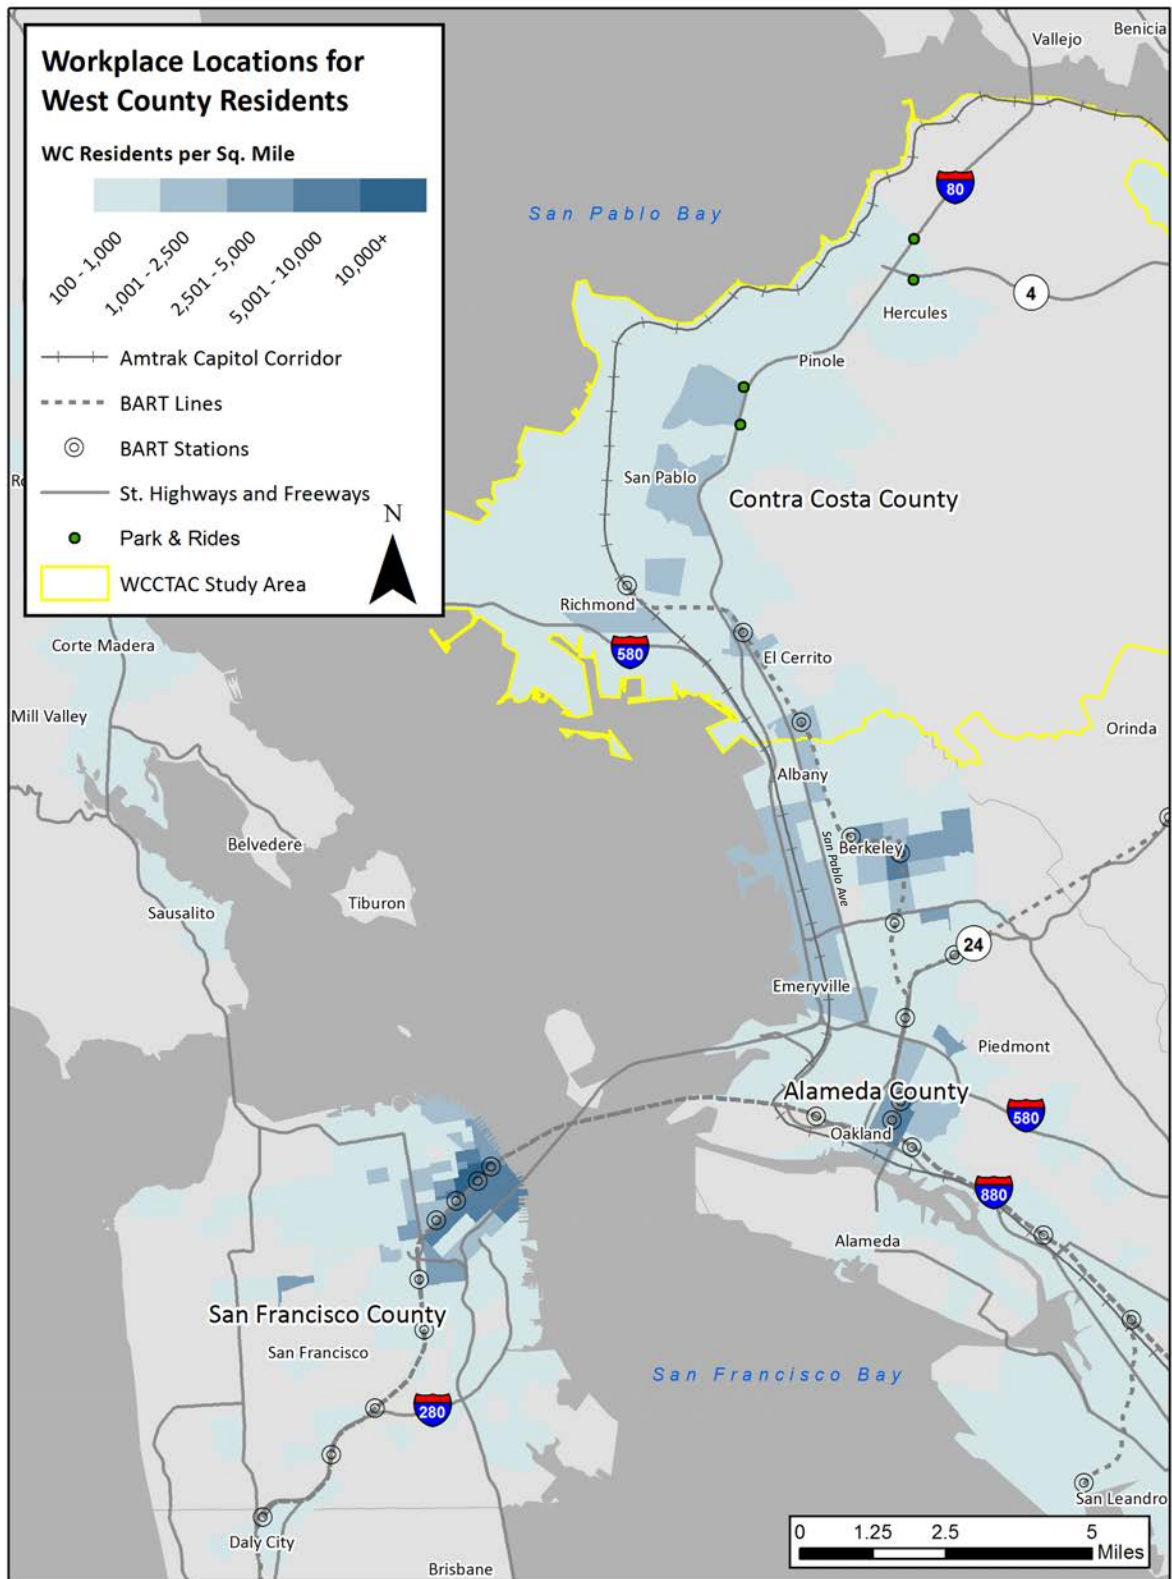 Workplace Locations for
West County Residents
WC Residents per Sq. Mile
100 - 1,000
1,001 - 2,500
2,501 - 5,000
5,001 - 10,000
10,000+
Amtrak Capitol Corridor
BART Lines
BART Stations
St. Highways and Freeways
Park & Rides
WCCTAC Study Area
N
Vallejo
Benicia
80
San Pablo Bay
4
Hercules
Pinole
San Pablo
Contra Costa County
Richmond
580
El Cerrito
Corte Madera
Mill Valley
Orinda
Albany
San Pablo Ave
Berkeley
Belvedere
Tiburon
Sausalito
24
Emeryville
Piedmont
Alameda County
580
Oakland
880
Alameda
San Francisco County
San Francisco
San Francisco Bay
280
San Leandro
Daly City
Brisbane
0 1.25 2.5 5
Miles